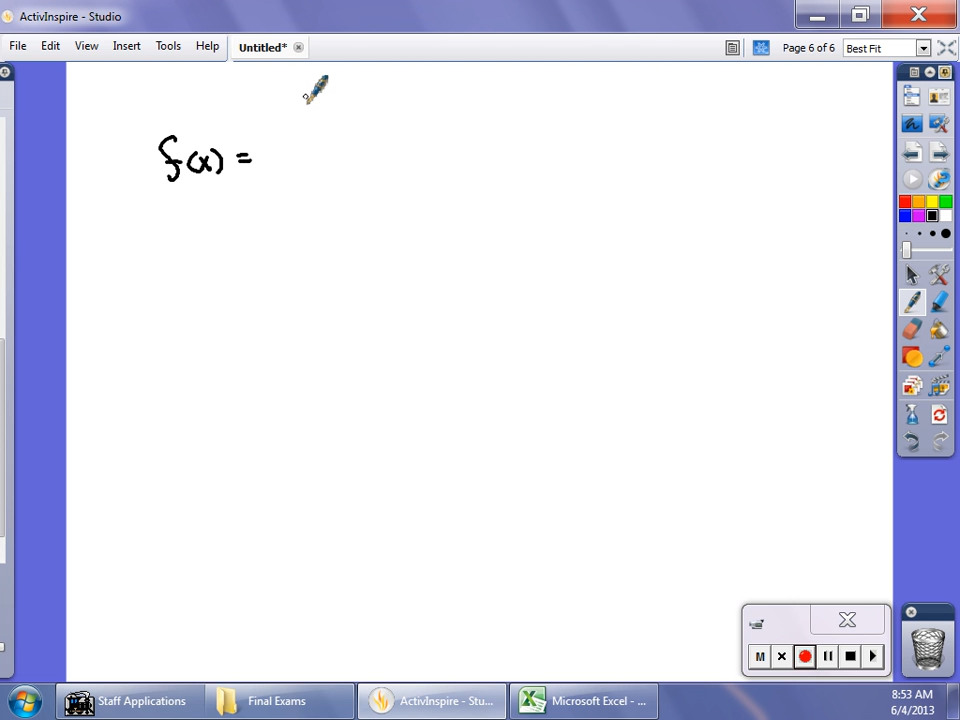 ActivInspire - Studio
File Edit View Insert Tools Help Untitled* Page 6 of 6 Best Fit
f(x) =
M
Staff Applications Final Exams ActivInspire - Stu... Microsoft Excel - ...
8:53 AM
6/4/2013